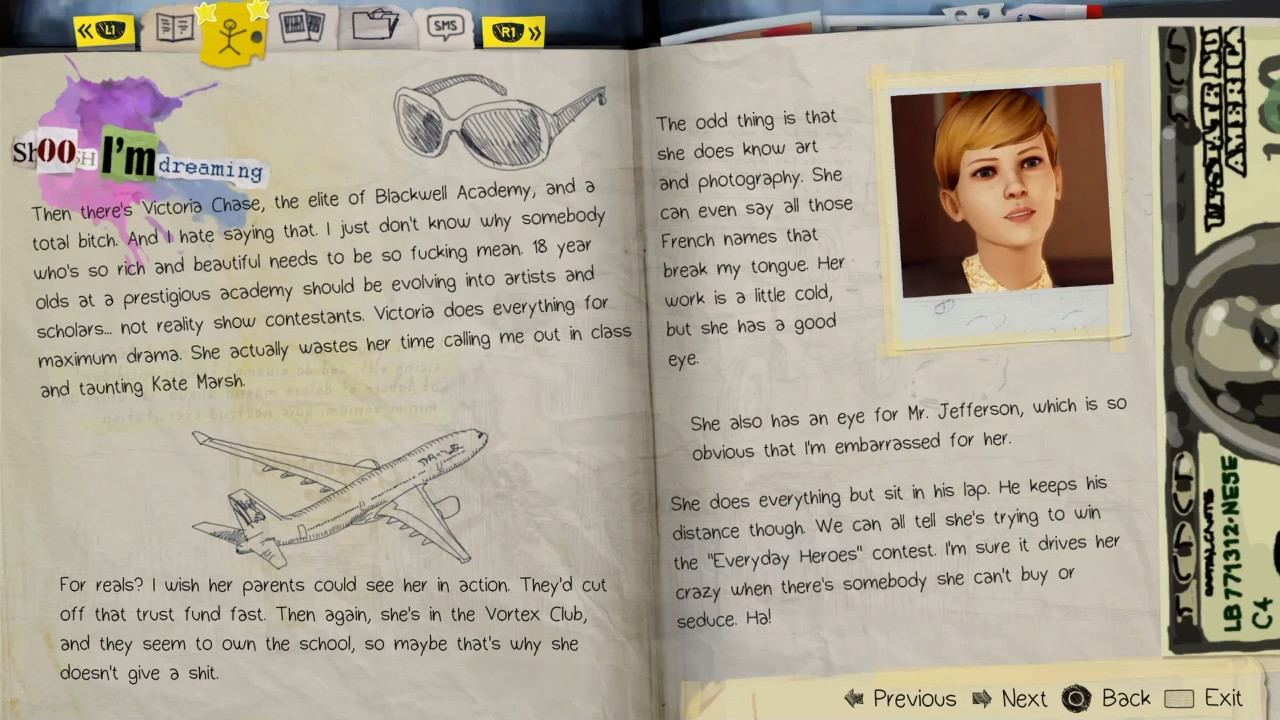 L1
SMS
R1
ShOOSH I'm dreaming
Then there's Victoria Chase, the elite of Blackwell Academy, and a
total bitch. And I hate saying that. I just don't know why somebody
who's so rich and beautiful needs to be so fucking mean. 18 year
olds at a prestigious academy should be evolving into artists and
scholars... not reality show contestants. Victoria does everything for
maximum drama. She actually wastes her time calling me out in class
and taunting Kate Marsh.
For reals? I wish her parents could see her in action. They'd cut
off that trust fund fast. Then again, she's in the Vortex Club,
and they seem to own the school, so maybe that's why she
doesn't give a shit.
The odd thing is that
she does know art
and photography. She
can even say all those
French names that
break my tongue. Her
work is a little cold,
but she has a good
eye.
She also has an eye for Mr. Jefferson, which is so
obvious that I'm embarrassed for her.
She does everything but sit in his lap. He keeps his
distance though. We can all tell she's trying to win
the "Everyday Heroes" contest. I'm sure it drives her
crazy when there's somebody she can't buy or
seduce. Ha!
100
AMERICA
LB771312-NESE
C4
Previous Next Back Exit